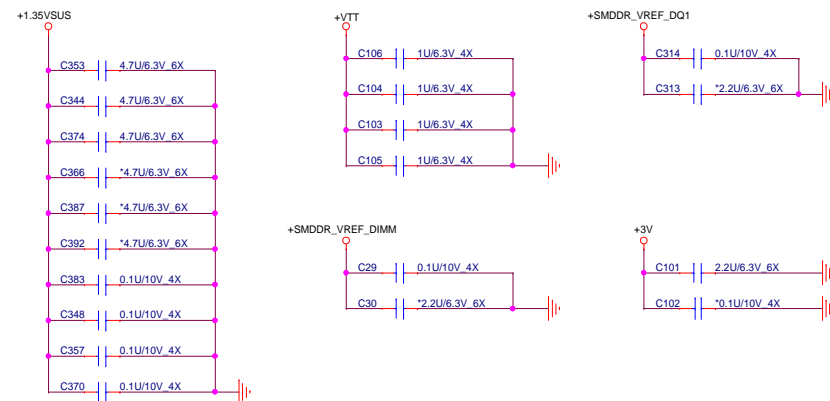 +1.35VSUS
C353 4.7U/6.3V_6X
C344 4.7U/6.3V_6X
C374 4.7U/6.3V_6X
C366 *4.7U/6.3V_6X
C387 *4.7U/6.3V_6X
C392 *4.7U/6.3V_6X
C383 0.1U/10V_4X
C348 0.1U/10V_4X
C357 0.1U/10V_4X
C370 0.1U/10V_4X
+VTT
C106 1U/6.3V_4X
C104 1U/6.3V_4X
C103 1U/6.3V_4X
C105 1U/6.3V_4X
+SMDDR_VREF_DIMM
C29 0.1U/10V_4X
C30 *2.2U/6.3V_6X
+SMDDR_VREF_DQ1
C314 0.1U/10V_4X
C313 *2.2U/6.3V_6X
+3V
C101 2.2U/6.3V_6X
C102 *0.1U/10V_4X